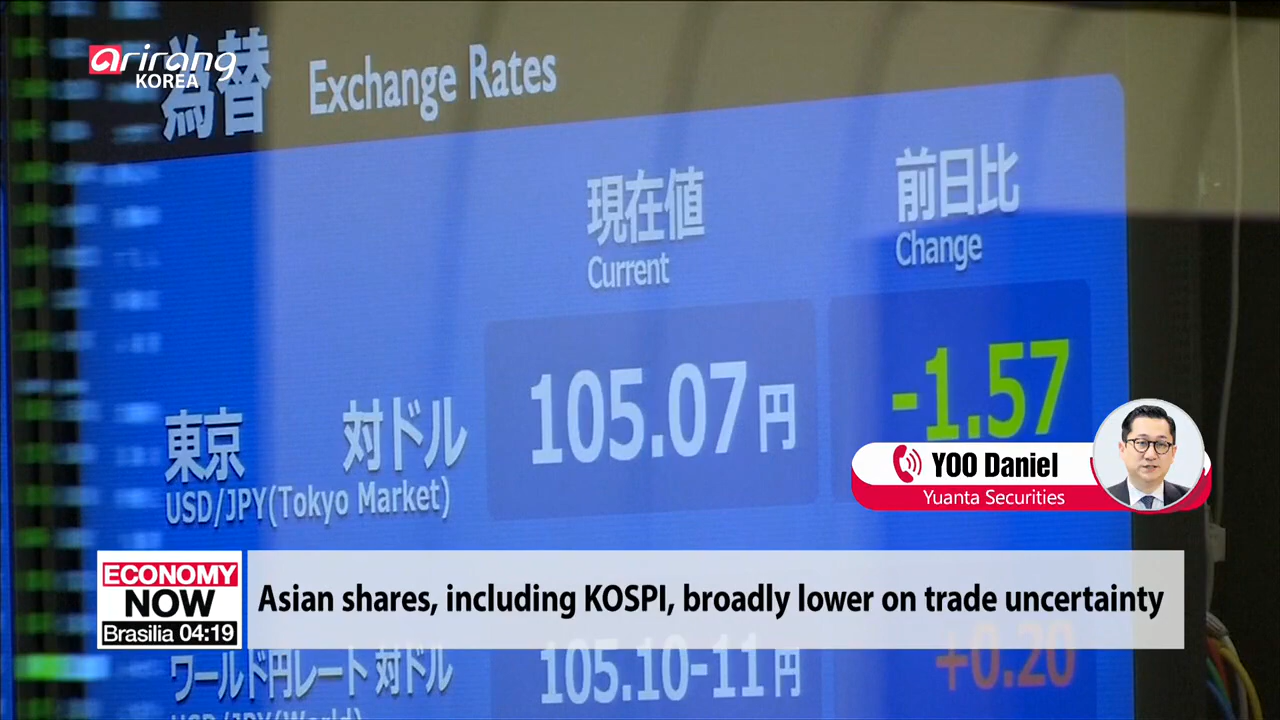 arirang
KOREA
為替 Exchange Rates
現在値
Current
前日比
Change
東京 対ドル
USD/JPY(Tokyo Market)
105.07円
-1.57
YOO Daniel
Yuanta Securities
ECONOMY
NOW
Brasilia 04:19
Asian shares, including KOSPI, broadly lower on trade uncertainty
ワールド円レート 対ドル
USD/JPY(World)
105.10-11円
+0.20